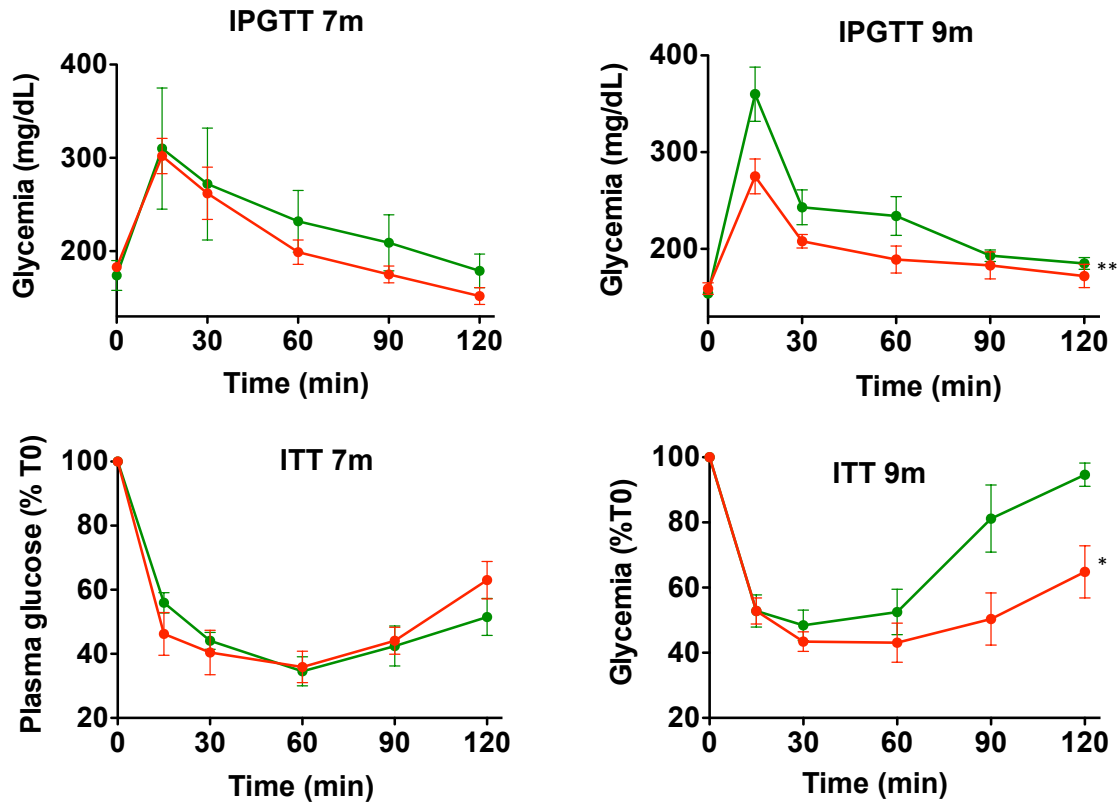 IPGTT 7m
Glycemia (mg/dL)
400
300
200
0 30 60 90 120
Time (min)
IPGTT 9m
Glycemia (mg/dL)
400
300
200
**
0 30 60 90 120
Time (min)
ITT 7m
Plasma glucose (% T0)
100
80
60
40
20
0 30 60 90 120
Time (min)
ITT 9m
Glycemia (%T0)
100
80
60
40
20
*
0 30 60 90 120
Time (min)